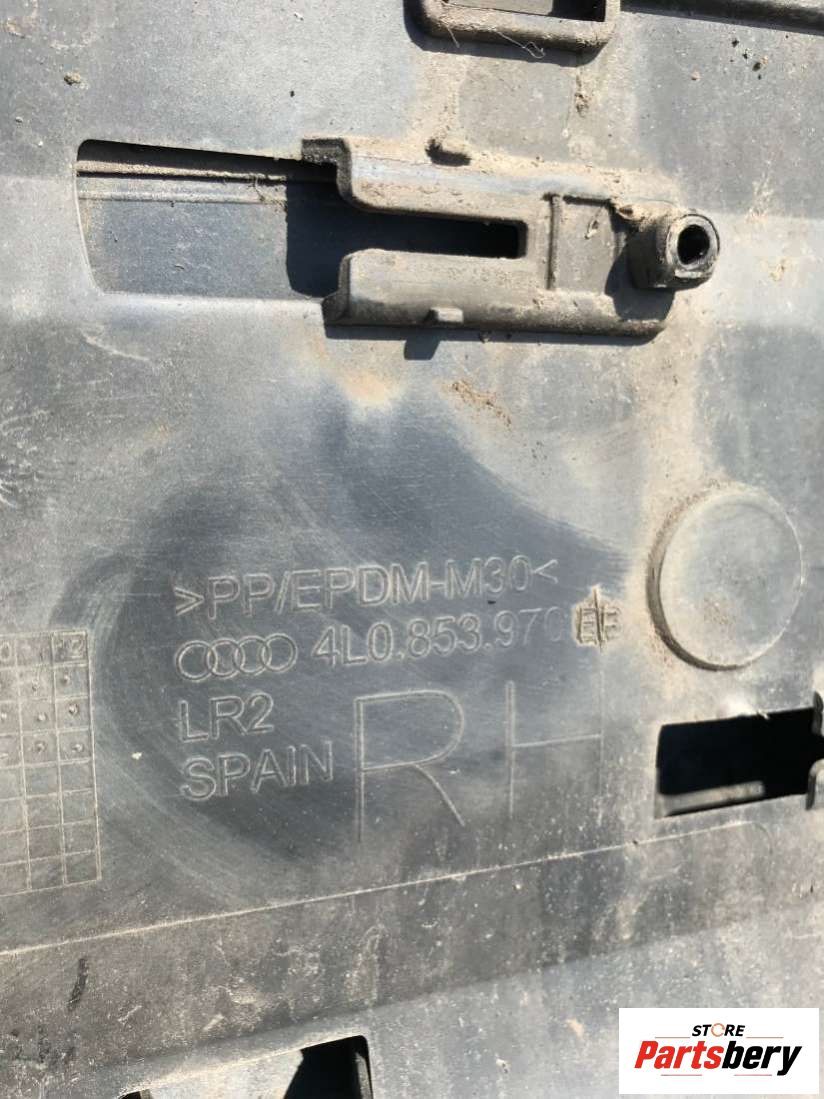 >PP/EPDM-M30<
4L0.853.970
LR2
SPAIN
RH
STORE
Partsbery